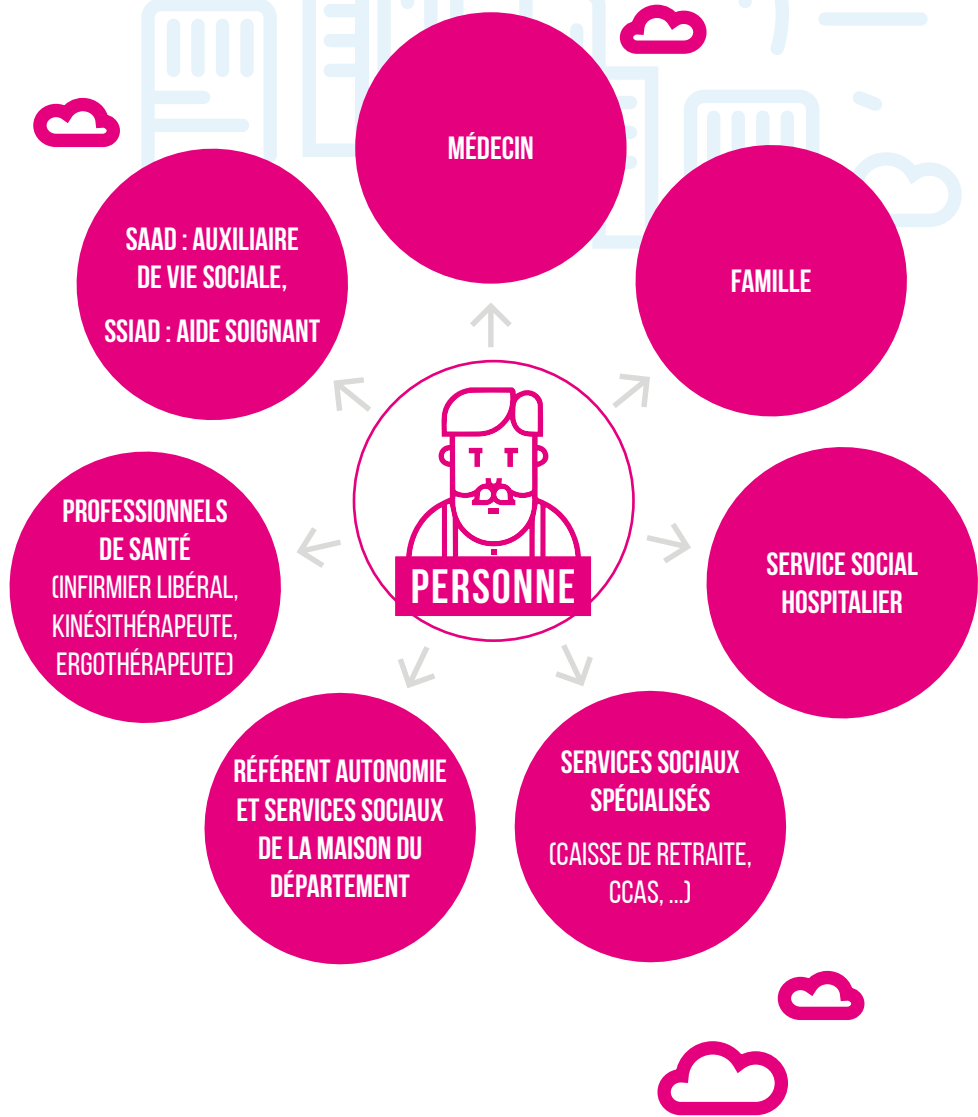 MÉDECIN
SAAD : AUXILIAIRE
DE VIE SOCIALE,
SSIAD : AIDE SOIGNANT
FAMILLE
PROFESSIONNELS
DE SANTÉ
(INFIRMIER LIBÉRAL,
KINÉSITHÉRAPEUTE,
ERGOTHÉRAPEUTE)
PERSONNE
SERVICE SOCIAL
HOSPITALIER
RÉFÉRENT AUTONOMIE
ET SERVICES SOCIAUX
DE LA MAISON DU
DÉPARTEMENT
SERVICES SOCIAUX
SPÉCIALISÉS
(CAISSE DE RETRAITE,
CCAS, ...)